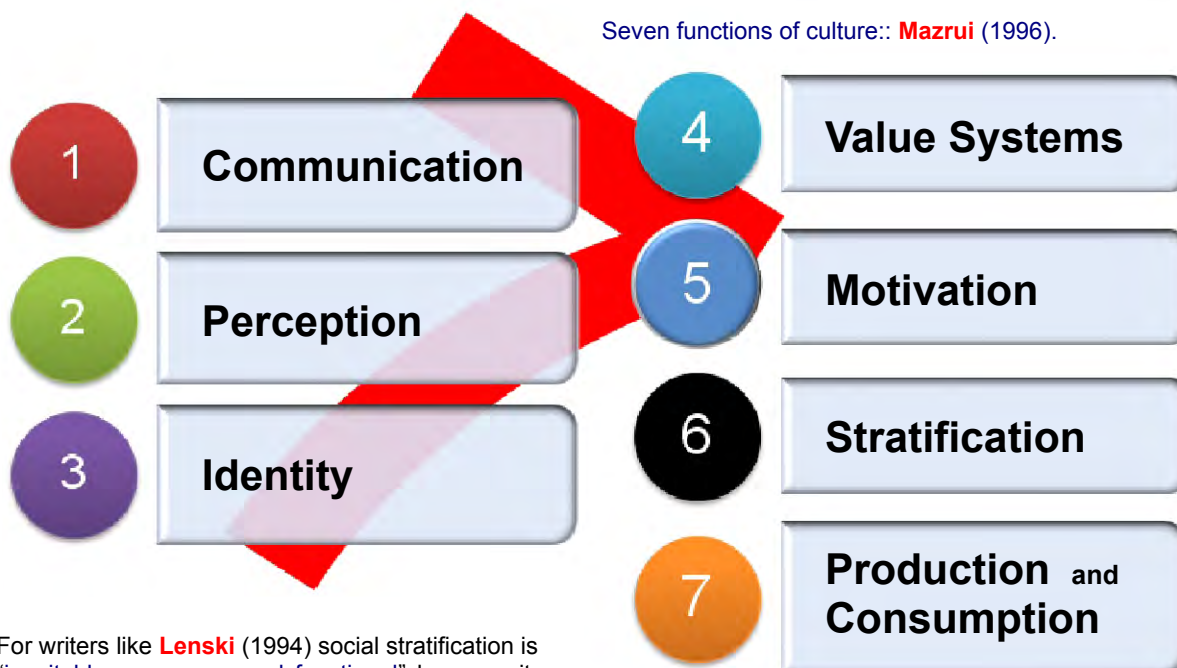 Seven functions of culture:: Mazrui (1996).
1
Communication
2
Perception
3
Identity
4
Value Systems
5
Motivation
6
Stratification
7
Production and
Consumption
For writers like Lenski (1994) social stratification is